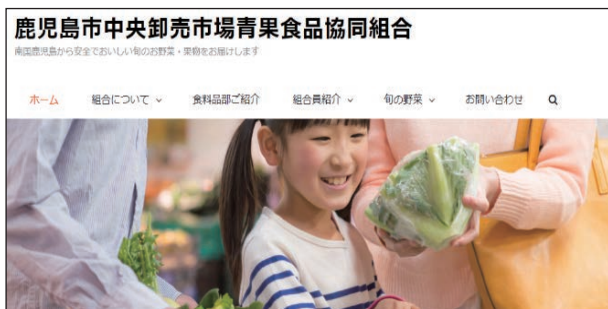 鹿児島市中央卸売市場青果食品協同組合
南国鹿児島から安全でおいしい旬のお野菜・果物をお届けします
ホーム 組合について 食料品部ご紹介 組合員紹介 旬の野菜 お問い合わせ